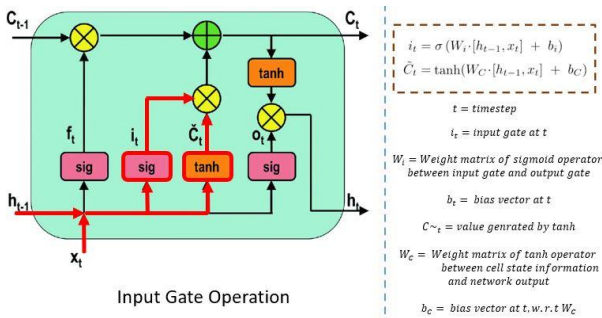 C_{t-1}
C_t
tanh
f_t
i_t
Č_t
o_t
sig
sig
tanh
sig
h_{t-1}
h_t
x_t
Input Gate Operation
i_t = σ (W_i·[h_{t-1}, x_t] + b_i)
C̃_t = tanh(W_C·[h_{t-1}, x_t] + b_C)
t = timestep
i_t = input gate at t
W_i = Weight matrix of sigmoid operator
between input gate and output gate
b_t = bias vector at t
C~_t = value genrated by tanh
W_c = Weight matrix of tanh operator
between cell state information
and network output
b_c = bias vector at t, w.r.t W_c